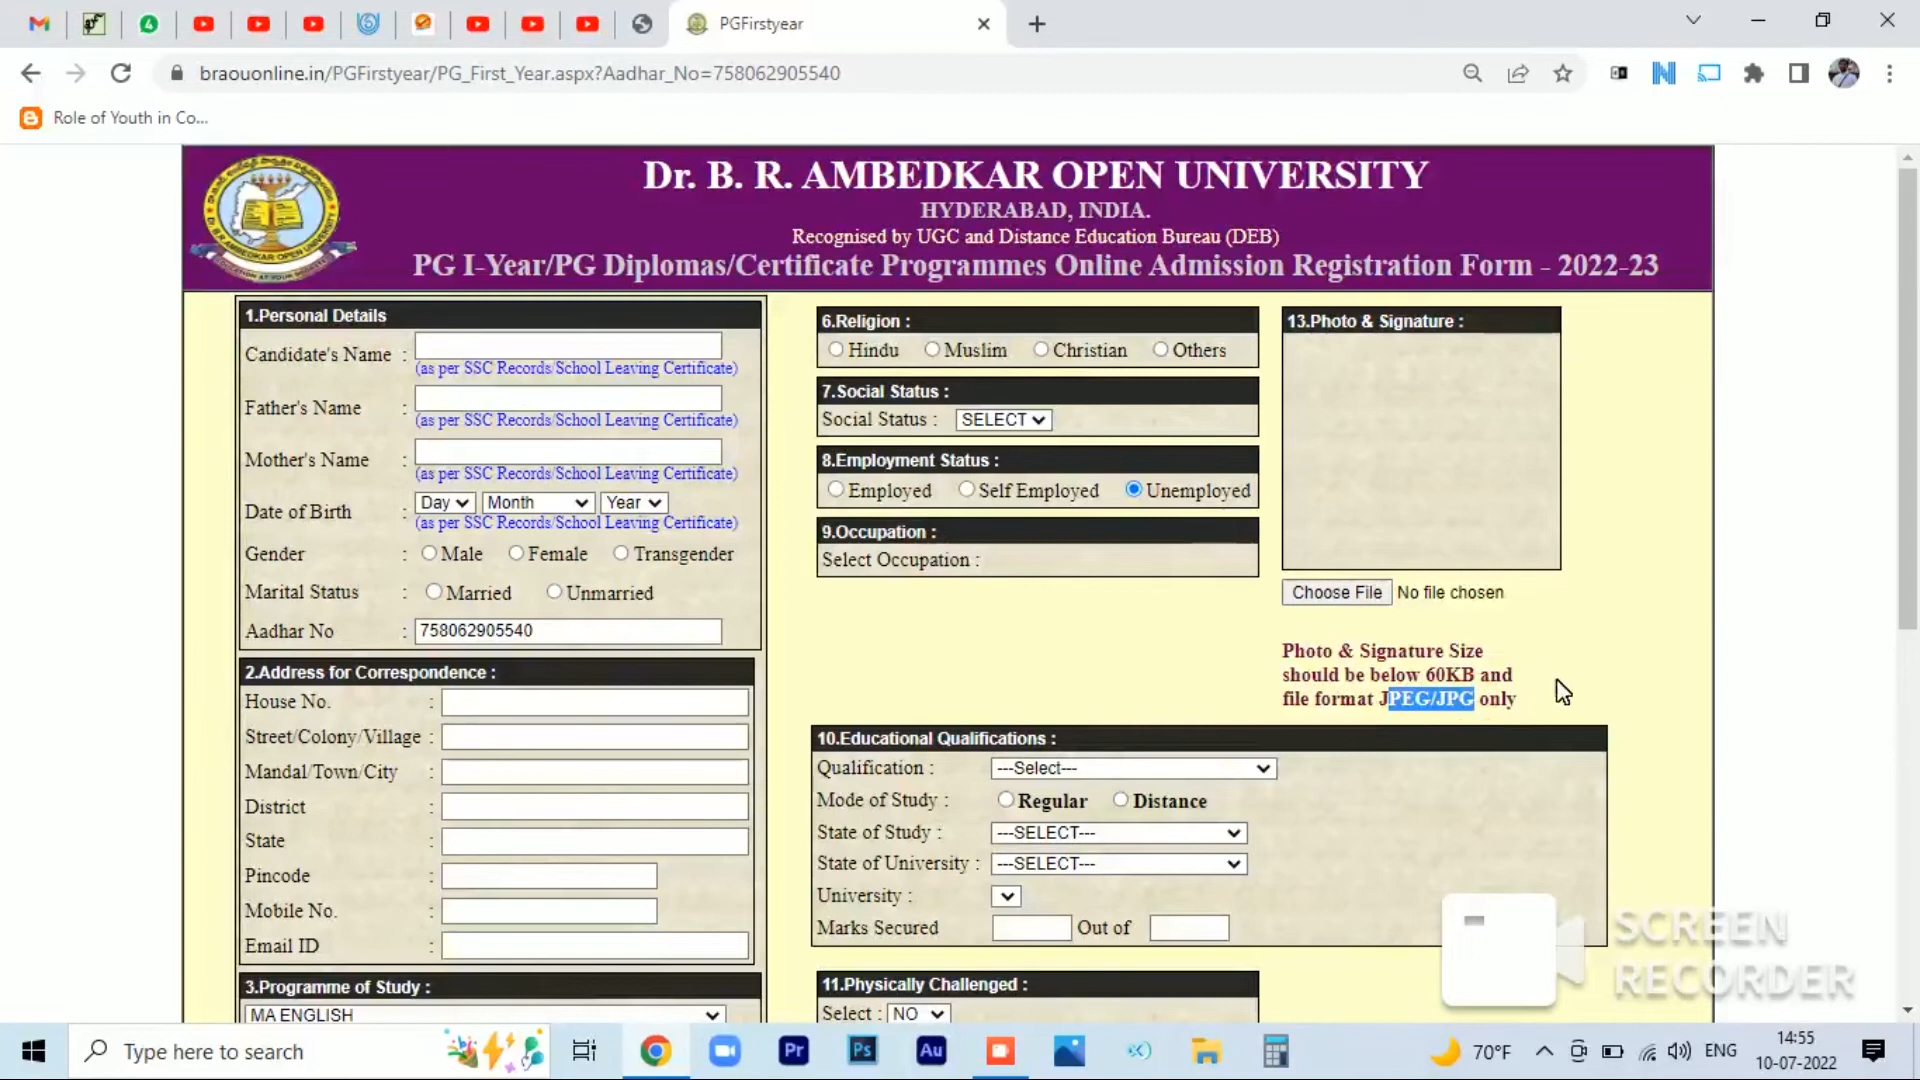 PGFirstyear
braouonline.in/PGFirstyear/PG_First_Year.aspx?Aadhar_No=758062905540
Role of Youth in Co...
Dr. B. R. AMBEDKAR OPEN UNIVERSITY
HYDERABAD, INDIA.
Recognised by UGC and Distance Education Bureau (DEB)
PG I-Year/PG Diplomas/Certificate Programmes Online Admission Registration Form - 2022-23
1.Personal Details
Candidate's Name :
(as per SSC Records/School Leaving Certificate)
Father's Name :
(as per SSC Records/School Leaving Certificate)
Mother's Name :
(as per SSC Records/School Leaving Certificate)
Date of Birth : Day Month Year
(as per SSC Records/School Leaving Certificate)
Gender : Male Female Transgender
Marital Status : Married Unmarried
Aadhar No : 758062905540
2.Address for Correspondence :
House No. :
Street/Colony/Village :
Mandal/Town/City :
District :
State :
Pincode :
Mobile No. :
Email ID :
3.Programme of Study :
MA ENGLISH
6.Religion :
Hindu Muslim Christian Others
7.Social Status :
Social Status : SELECT
8.Employment Status :
Employed Self Employed Unemployed
9.Occupation :
Select Occupation :
13.Photo & Signature :
Choose File No file chosen
Photo & Signature Size
should be below 60KB and
file format JPEG/JPG only
10.Educational Qualifications :
Qualification : ---Select---
Mode of Study : Regular Distance
State of Study : ---SELECT---
State of University : ---SELECT---
University :
Marks Secured Out of
11.Physically Challenged :
Select : NO
SCREEN
RECORDER
Type here to search
Pr
Ps
Au
70°F
ENG
14:55
10-07-2022